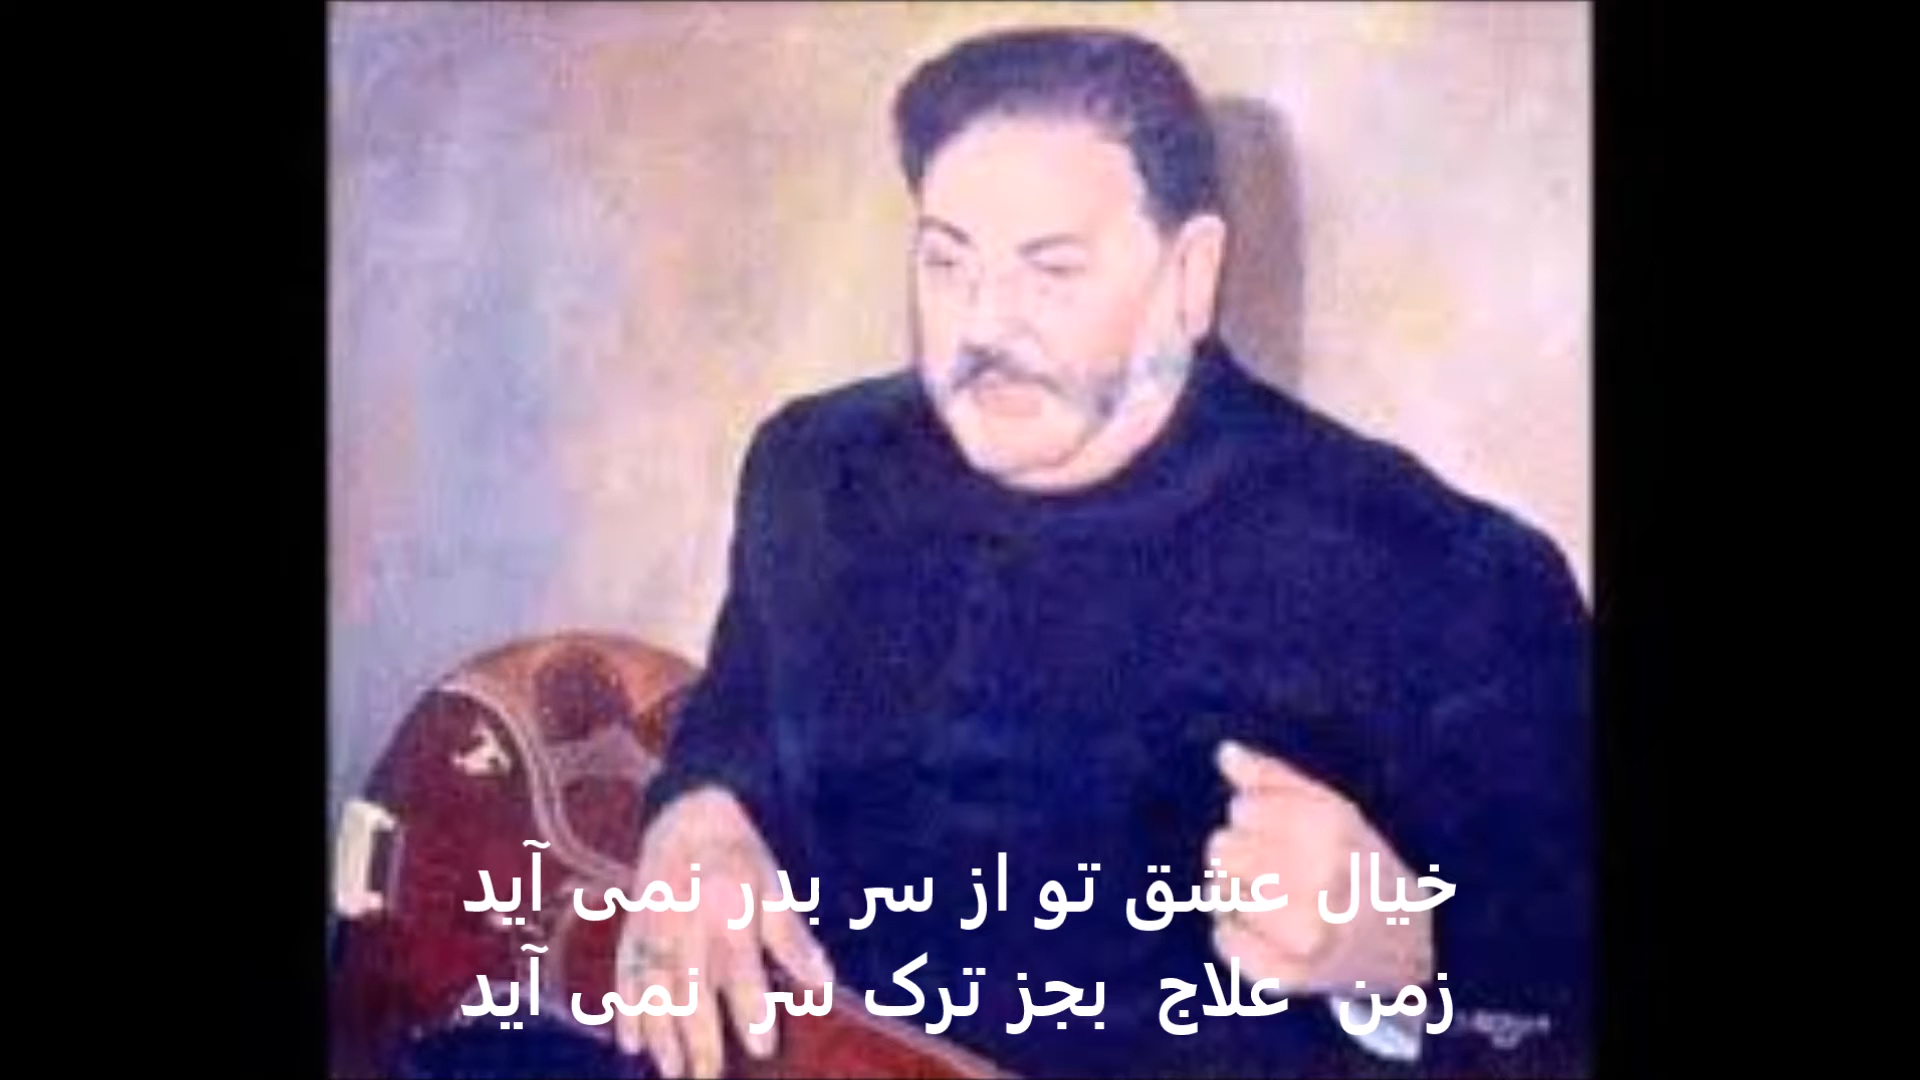 خیال عشق تو از سر بدر نمی آید
زمن علاج بجز ترک سر نمی آید